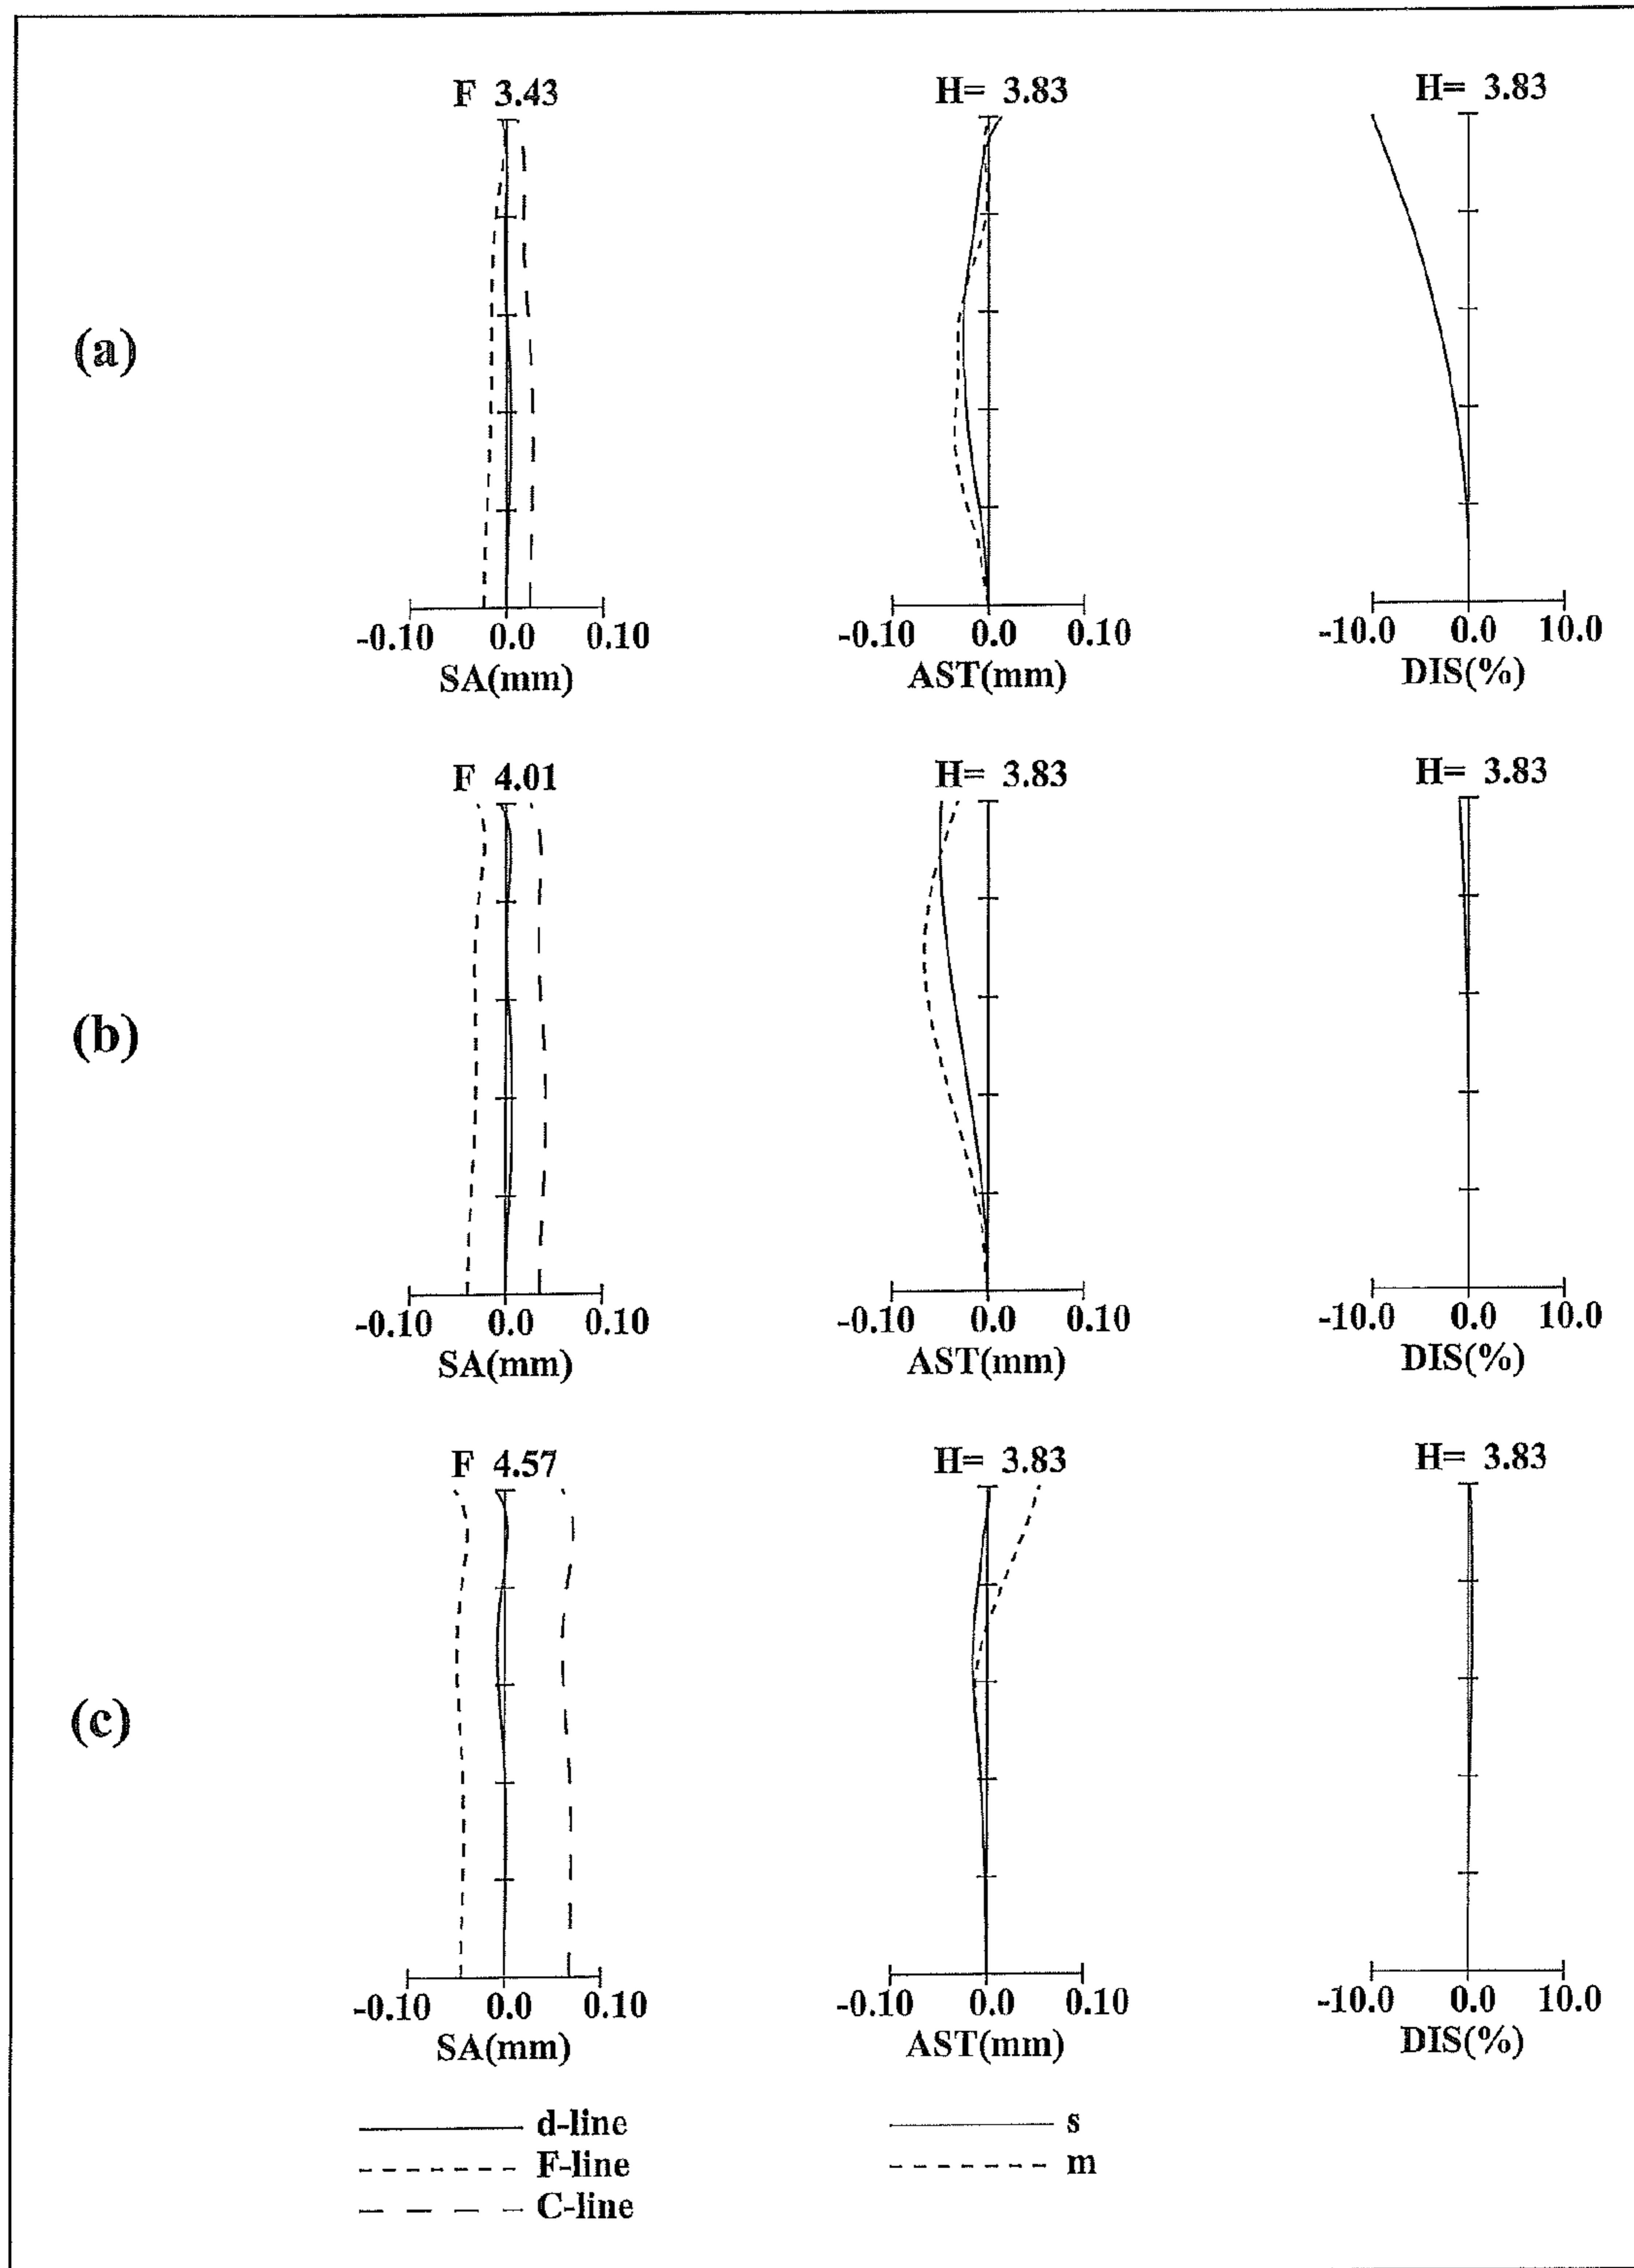 F 3.43
H= 3.83
H= 3.83
(a)
-0.10 0.0 0.10
SA(mm)
-0.10 0.0 0.10
AST(mm)
-10.0 0.0 10.0
DIS(%)
F 4.01
H= 3.83
H= 3.83
(b)
-0.10 0.0 0.10
SA(mm)
-0.10 0.0 0.10
AST(mm)
-10.0 0.0 10.0
DIS(%)
F 4.57
H= 3.83
H= 3.83
(c)
-0.10 0.0 0.10
SA(mm)
-0.10 0.0 0.10
AST(mm)
-10.0 0.0 10.0
DIS(%)
d-line
F-line
C-line
s
m